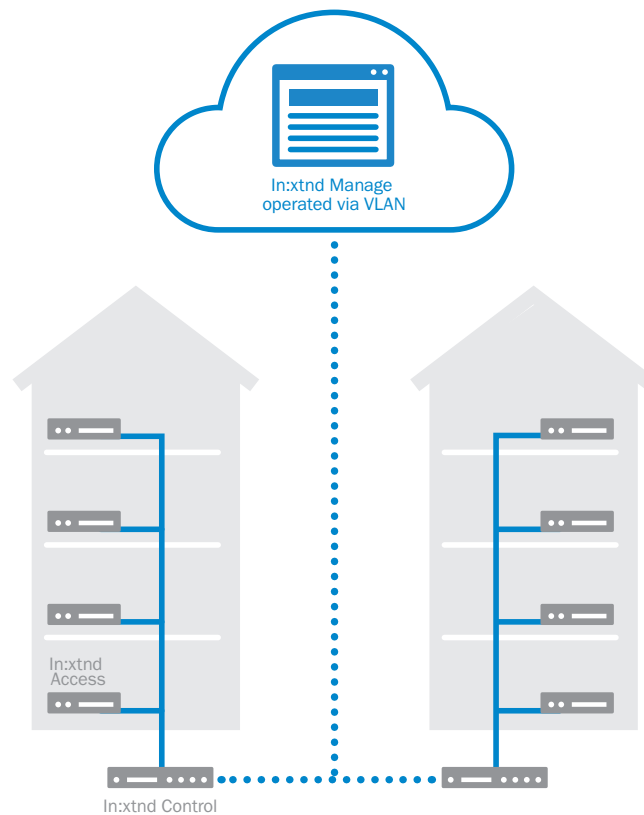 In:xtnd Manage
operated via VLAN
In:xtnd
Access
In:xtnd Control